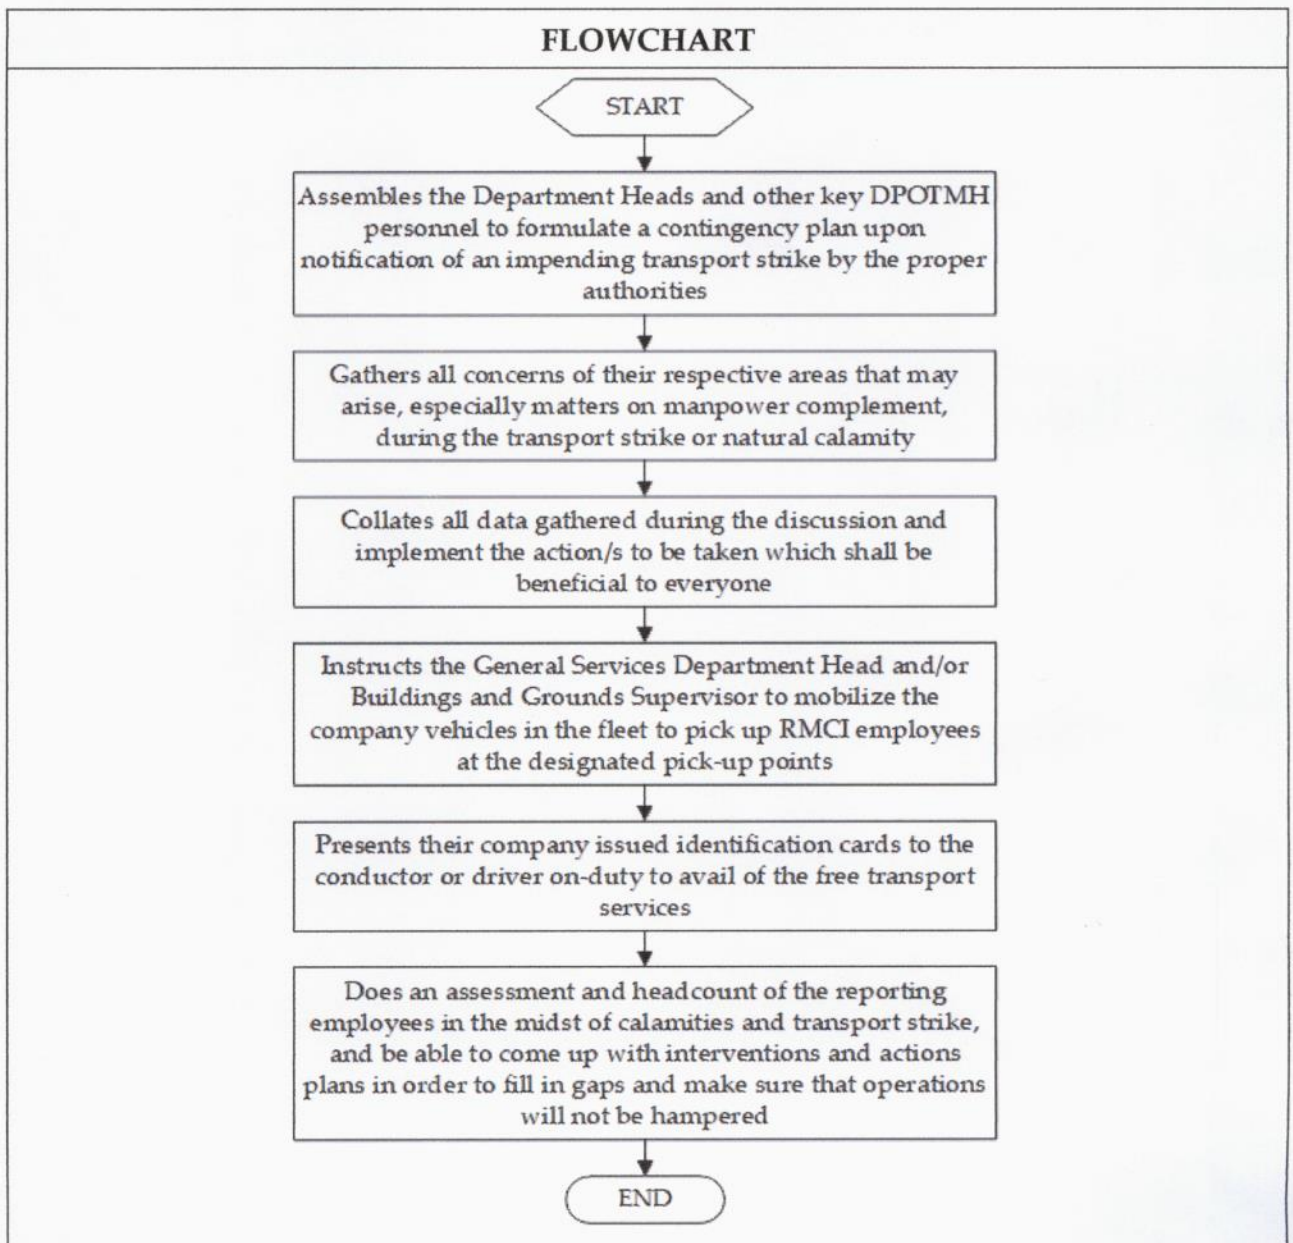 FLOWCHART
START
Assembles the Department Heads and other key DPOTMH
personnel to formulate a contingency plan upon
notification of an impending transport strike by the proper
authorities
Gathers all concerns of their respective areas that may
arise, especially matters on manpower complement,
during the transport strike or natural calamity
Collates all data gathered during the discussion and
implement the action/s to be taken which shall be
beneficial to everyone
Instructs the General Services Department Head and/or
Buildings and Grounds Supervisor to mobilize the
company vehicles in the fleet to pick up RMCI employees
at the designated pick-up points
Presents their company issued identification cards to the
conductor or driver on-duty to avail of the free transport
services
Does an assessment and headcount of the reporting
employees in the midst of calamities and transport strike,
and be able to come up with interventions and actions
plans in order to fill in gaps and make sure that operations
will not be hampered
END